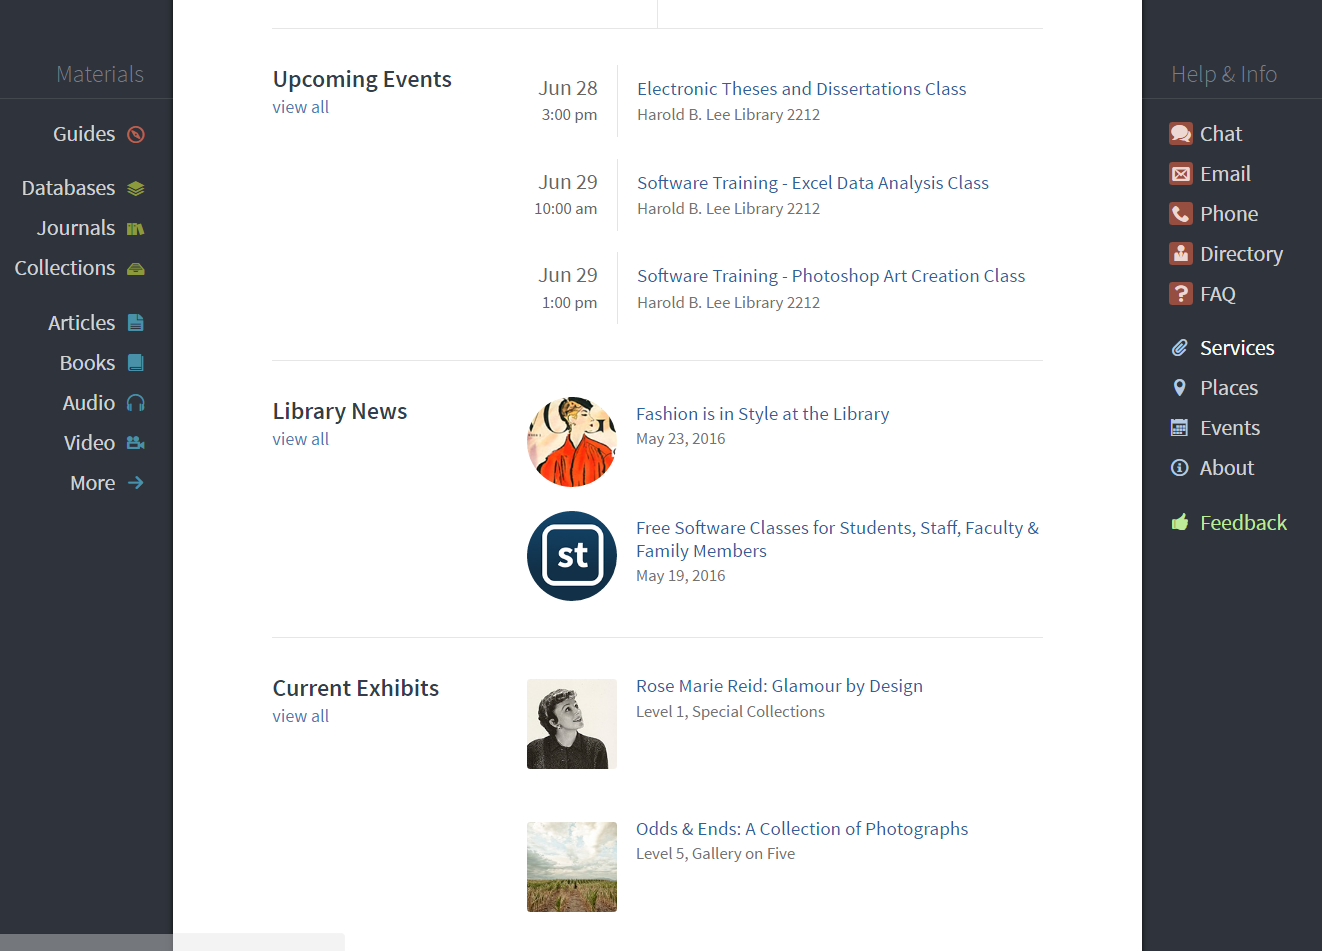 Materials
Guides
Databases
Journals
Collections
Articles
Books
Audio
Video
More
Upcoming Events
view all
Jun 28
3:00 pm
Electronic Theses and Dissertations Class
Harold B. Lee Library 2212
Jun 29
10:00 am
Software Training - Excel Data Analysis Class
Harold B. Lee Library 2212
Jun 29
1:00 pm
Software Training - Photoshop Art Creation Class
Harold B. Lee Library 2212
Library News
view all
Fashion is in Style at the Library
May 23, 2016
st
Free Software Classes for Students, Staff, Faculty &
Family Members
May 19, 2016
Current Exhibits
view all
Rose Marie Reid: Glamour by Design
Level 1, Special Collections
Odds & Ends: A Collection of Photographs
Level 5, Gallery on Five
Help & Info
Chat
Email
Phone
Directory
FAQ
Services
Places
Events
About
Feedback